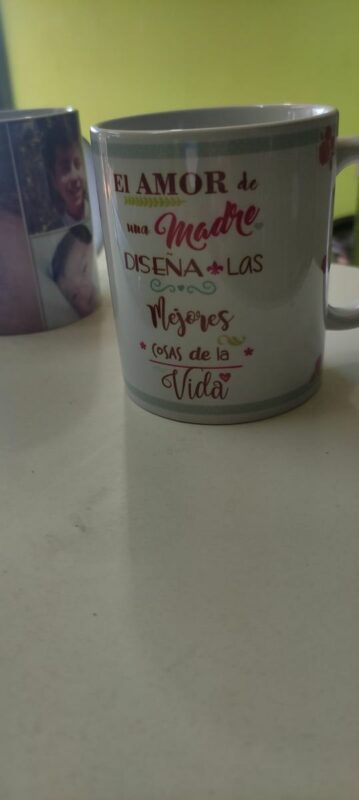 El AMOR de
una Madre
DISEÑA LAS
Mejores
COSAS de la
Vida